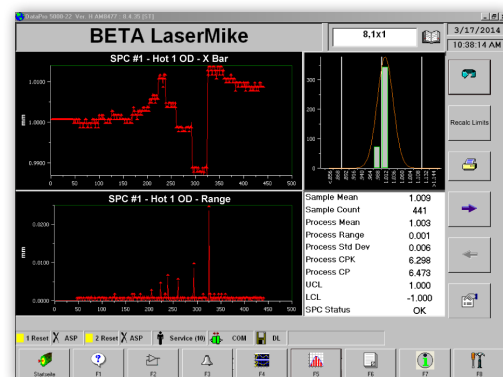 DataPro 5000 ZZ Ver.
BETA LaserMike
8,1x1
3/17/2014
10:38:14 AM
SPC #1 - Hot 1 OD - X Bar
1.0100
1.0000
0.9900
mm
0 50 100 150 200 250 300 350 400 450 500
300
200
100
0
Recalc Limits
SPC #1 - Hot 1 OD - Range
0.0200
0.0100
0.0000
mm
0 50 100 150 200 250 300 350 400 450 500
Sample Mean 1.009
Sample Count 441
Process Mean 1.003
Process Range 0.001
Process Std Dev 0.006
Process CPK 6.298
Process CP 6.473
UCL 1.000
LCL -1.000
SPC Status OK
1 Reset ASP 2 Reset ASP Service (10) COM DL
Startseite F1 F2 F3 F4 F5 F6 F7 F8